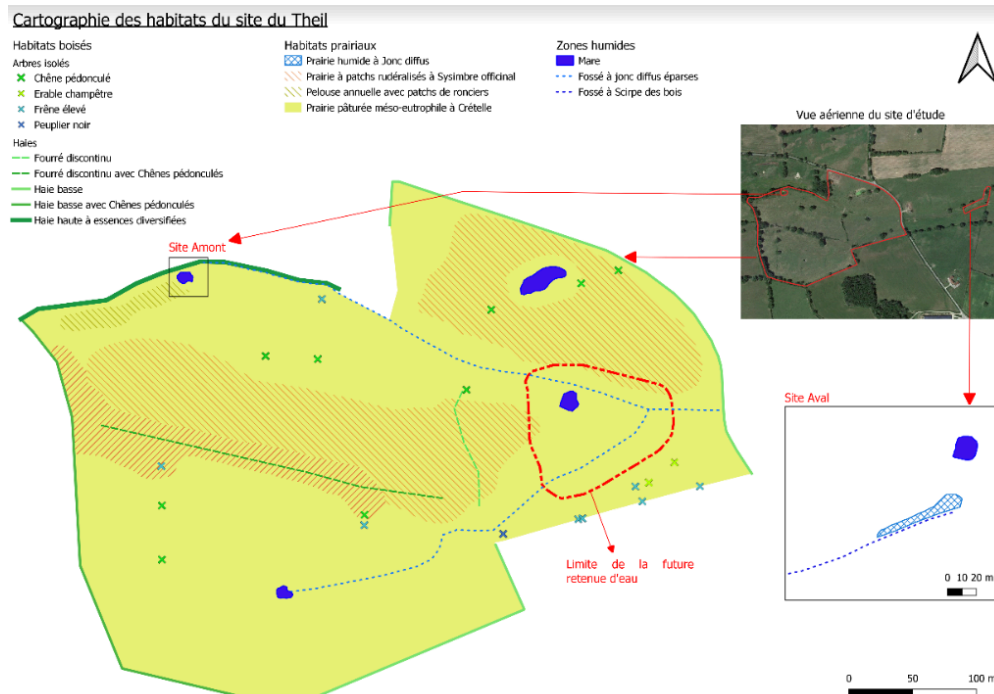 Cartographie des habitats du site du Theil
Habitats boisés
Arbres isolés
Chêne pédonculé
Erable champêtre
Frêne élevé
Peuplier noir
Haies
Fourré discontinu
Fourré discontinu avec Chênes pédonculés
Haie basse
Haie basse avec Chênes pédonculés
Haie haute à essences diversifiées
Habitats prairiaux
Prairie humide à Jonc diffus
Prairie à patchs rudéralisés à Sysimbre officinal
Pelouse annuelle avec patchs de ronciers
Prairie pâturée méso-eutrophile à Crételle
Zones humides
Mare
Fossé à jonc diffus éparses
Fossé à Scirpe des bois
Vue aérienne du site d'étude
Site Amont
Site Aval
Limite de la future
retenue d'eau
0 10 20 m
0 50 100 m